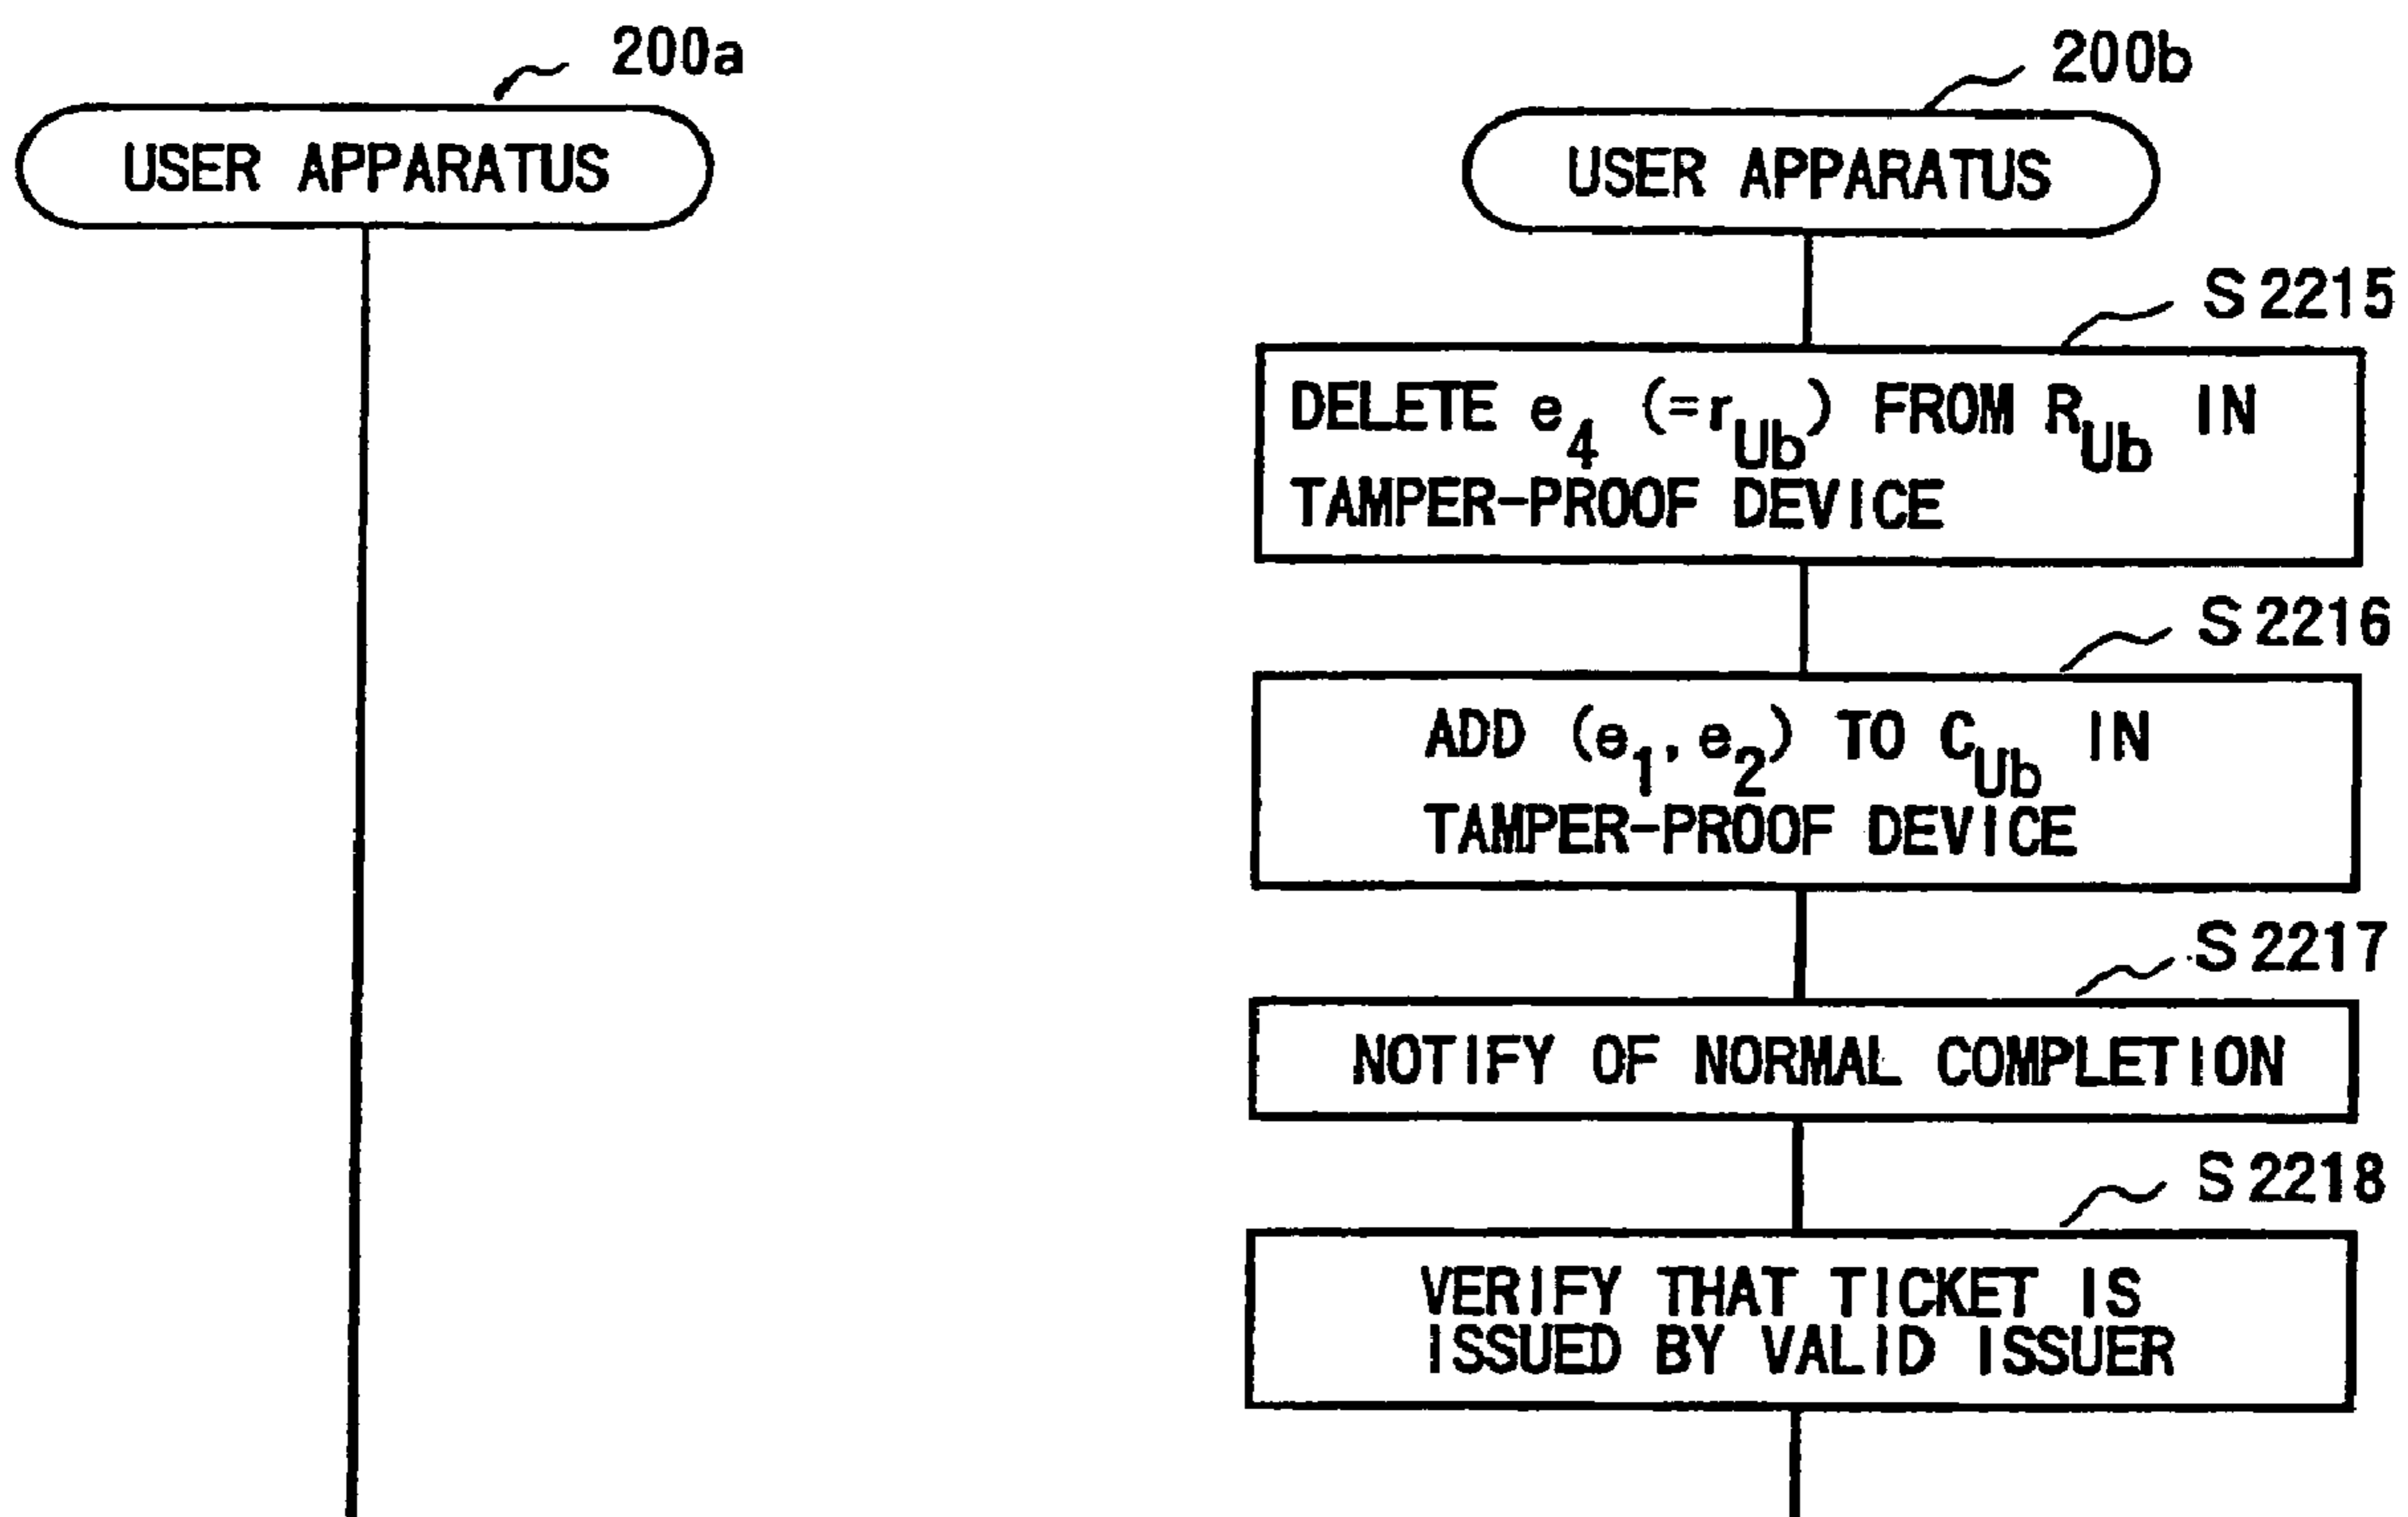 200a
USER APPARATUS
200b
USER APPARATUS
S2215
DELETE e4 (=rUb) FROM RUb IN
TAMPER-PROOF DEVICE
S2216
ADD (e1, e2) TO CUb IN
TAMPER-PROOF DEVICE
S2217
NOTIFY OF NORMAL COMPLETION
S2218
VERIFY THAT TICKET IS
ISSUED BY VALID ISSUER